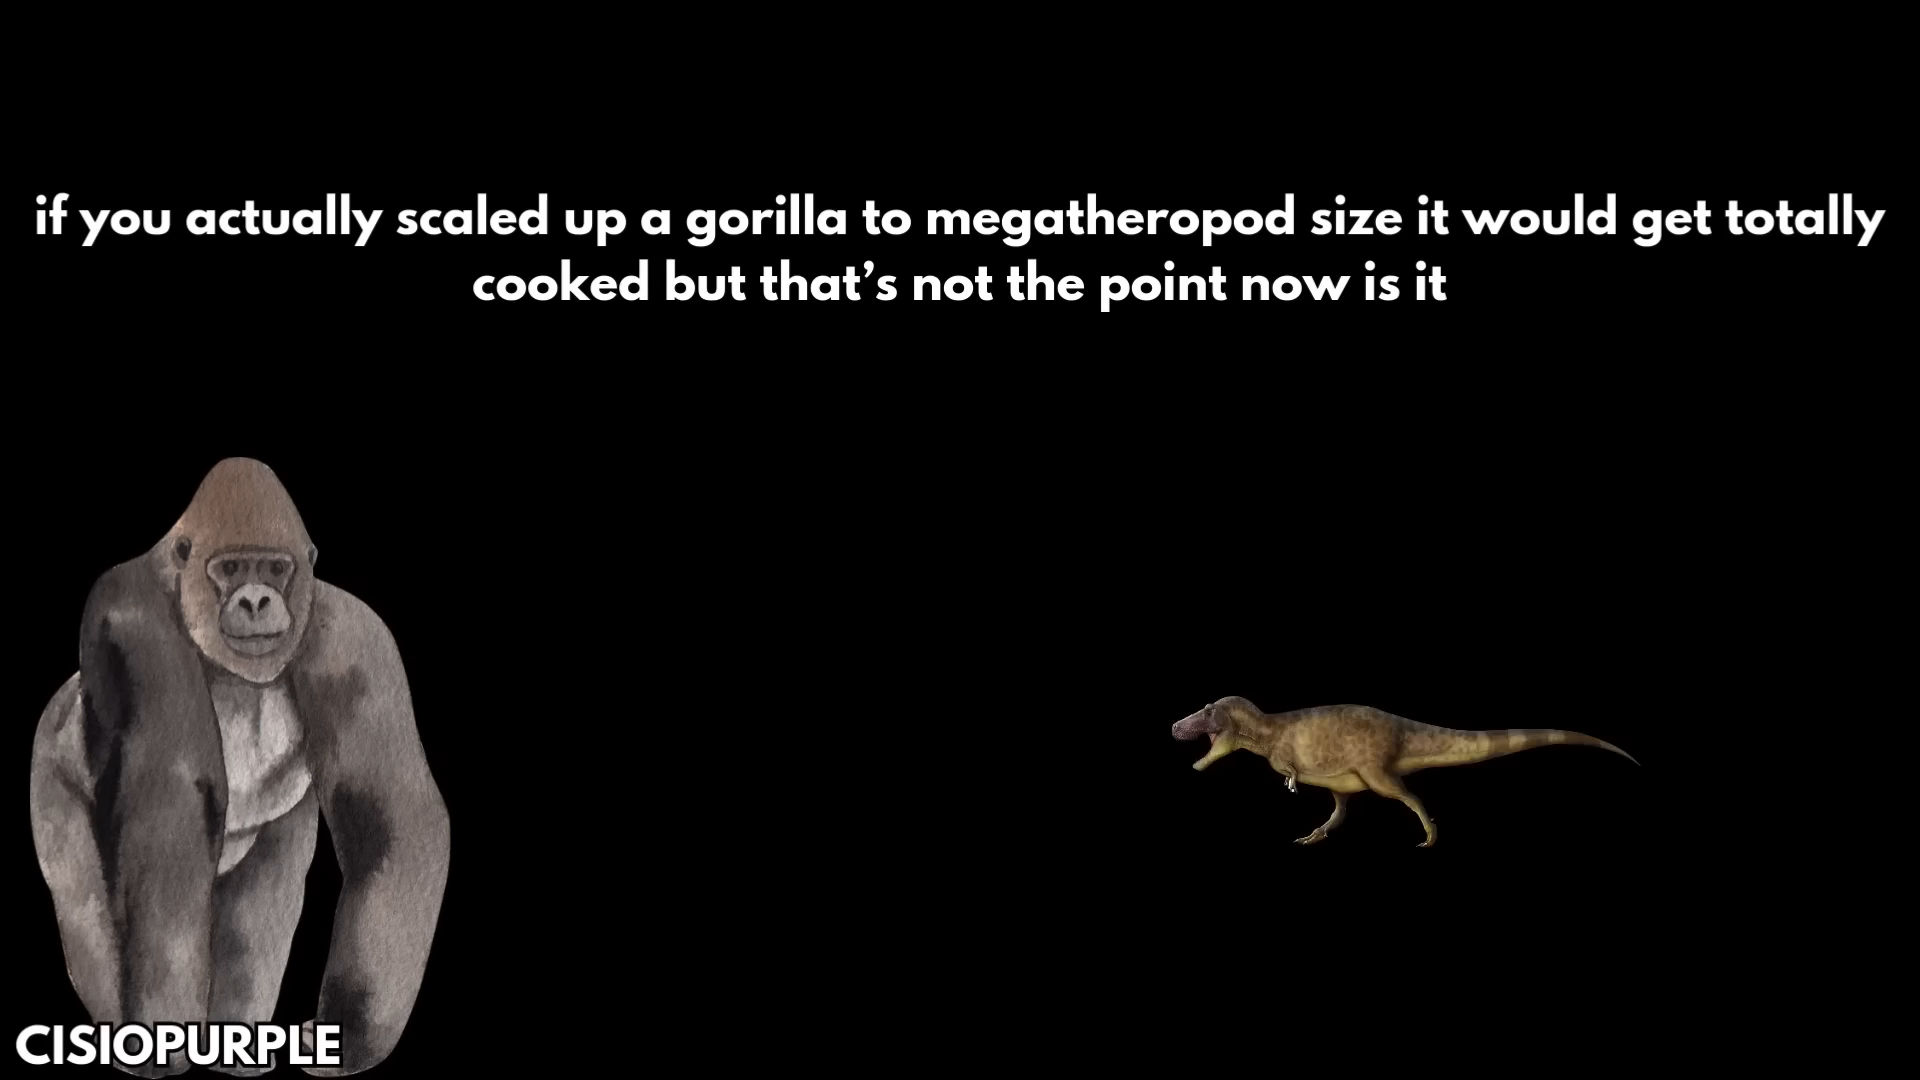 if you actually scaled up a gorilla to megatheropod size it would get totally
cooked but that’s not the point now is it
CISIOPURPLE